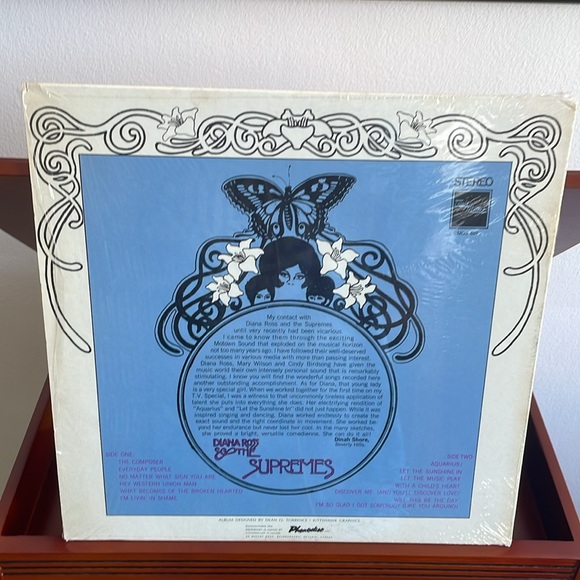 STEREO
My contact with
Diana Ross and the Supremes
until very recently had been vicarious.
I came to know them through the exciting
Motown Sound that exploded on the musical horizon
not too many years ago. I have followed their well-deserved
successes in various media with more than passing interest.
Diana Ross, Mary Wilson and Cindy Birdsong have given the
music world their own intensely personal sound that is remarkably
stimulating. I know you will find the wonderful songs recorded here
another outstanding accomplishment. As for Diana, that young lady
is a very special girl. When we worked together for the first time on my
T.V. Special, I was a witness to that uncommonly tireless application of
talent she puts into everything she does. Her electrifying rendition of
"Aquarius" and "Let the Sunshine In" did not just happen. While it was
inspired singing and dancing, Diana worked endlessly to create the
exact sound and the right coordination in movement. She worked be-
yond her endurance but never lost her cool. In the many sketches,
she proved a bright, versatile comedienne. She can do it all!
Dinah Shore,
Beverly Hills
DIANA ROSS
& THE
SUPREMES
SIDE ONE:
THE COMPOSER
EVERYDAY PEOPLE
NO MATTER WHAT SIGN YOU ARE
HEY WESTERN UNION MAN
WHAT BECOMES OF THE BROKEN HEARTED
I'M LIVIN' IN SHAME
SIDE TWO
AQUARIUS/
LET THE SUNSHINE IN
LET THE MUSIC PLAY
WITH A CHILD'S HEART
DISCOVER ME (AND YOU'LL DISCOVER LOVE)
WILL THIS BE THE DAY
I'M SO GLAD I GOT SOMEBODY (LIKE YOU AROUND)
ALBUM DESIGNED BY DEAN O. TORRENCE / KITTYHAWK GRAPHICS
Phonodisc